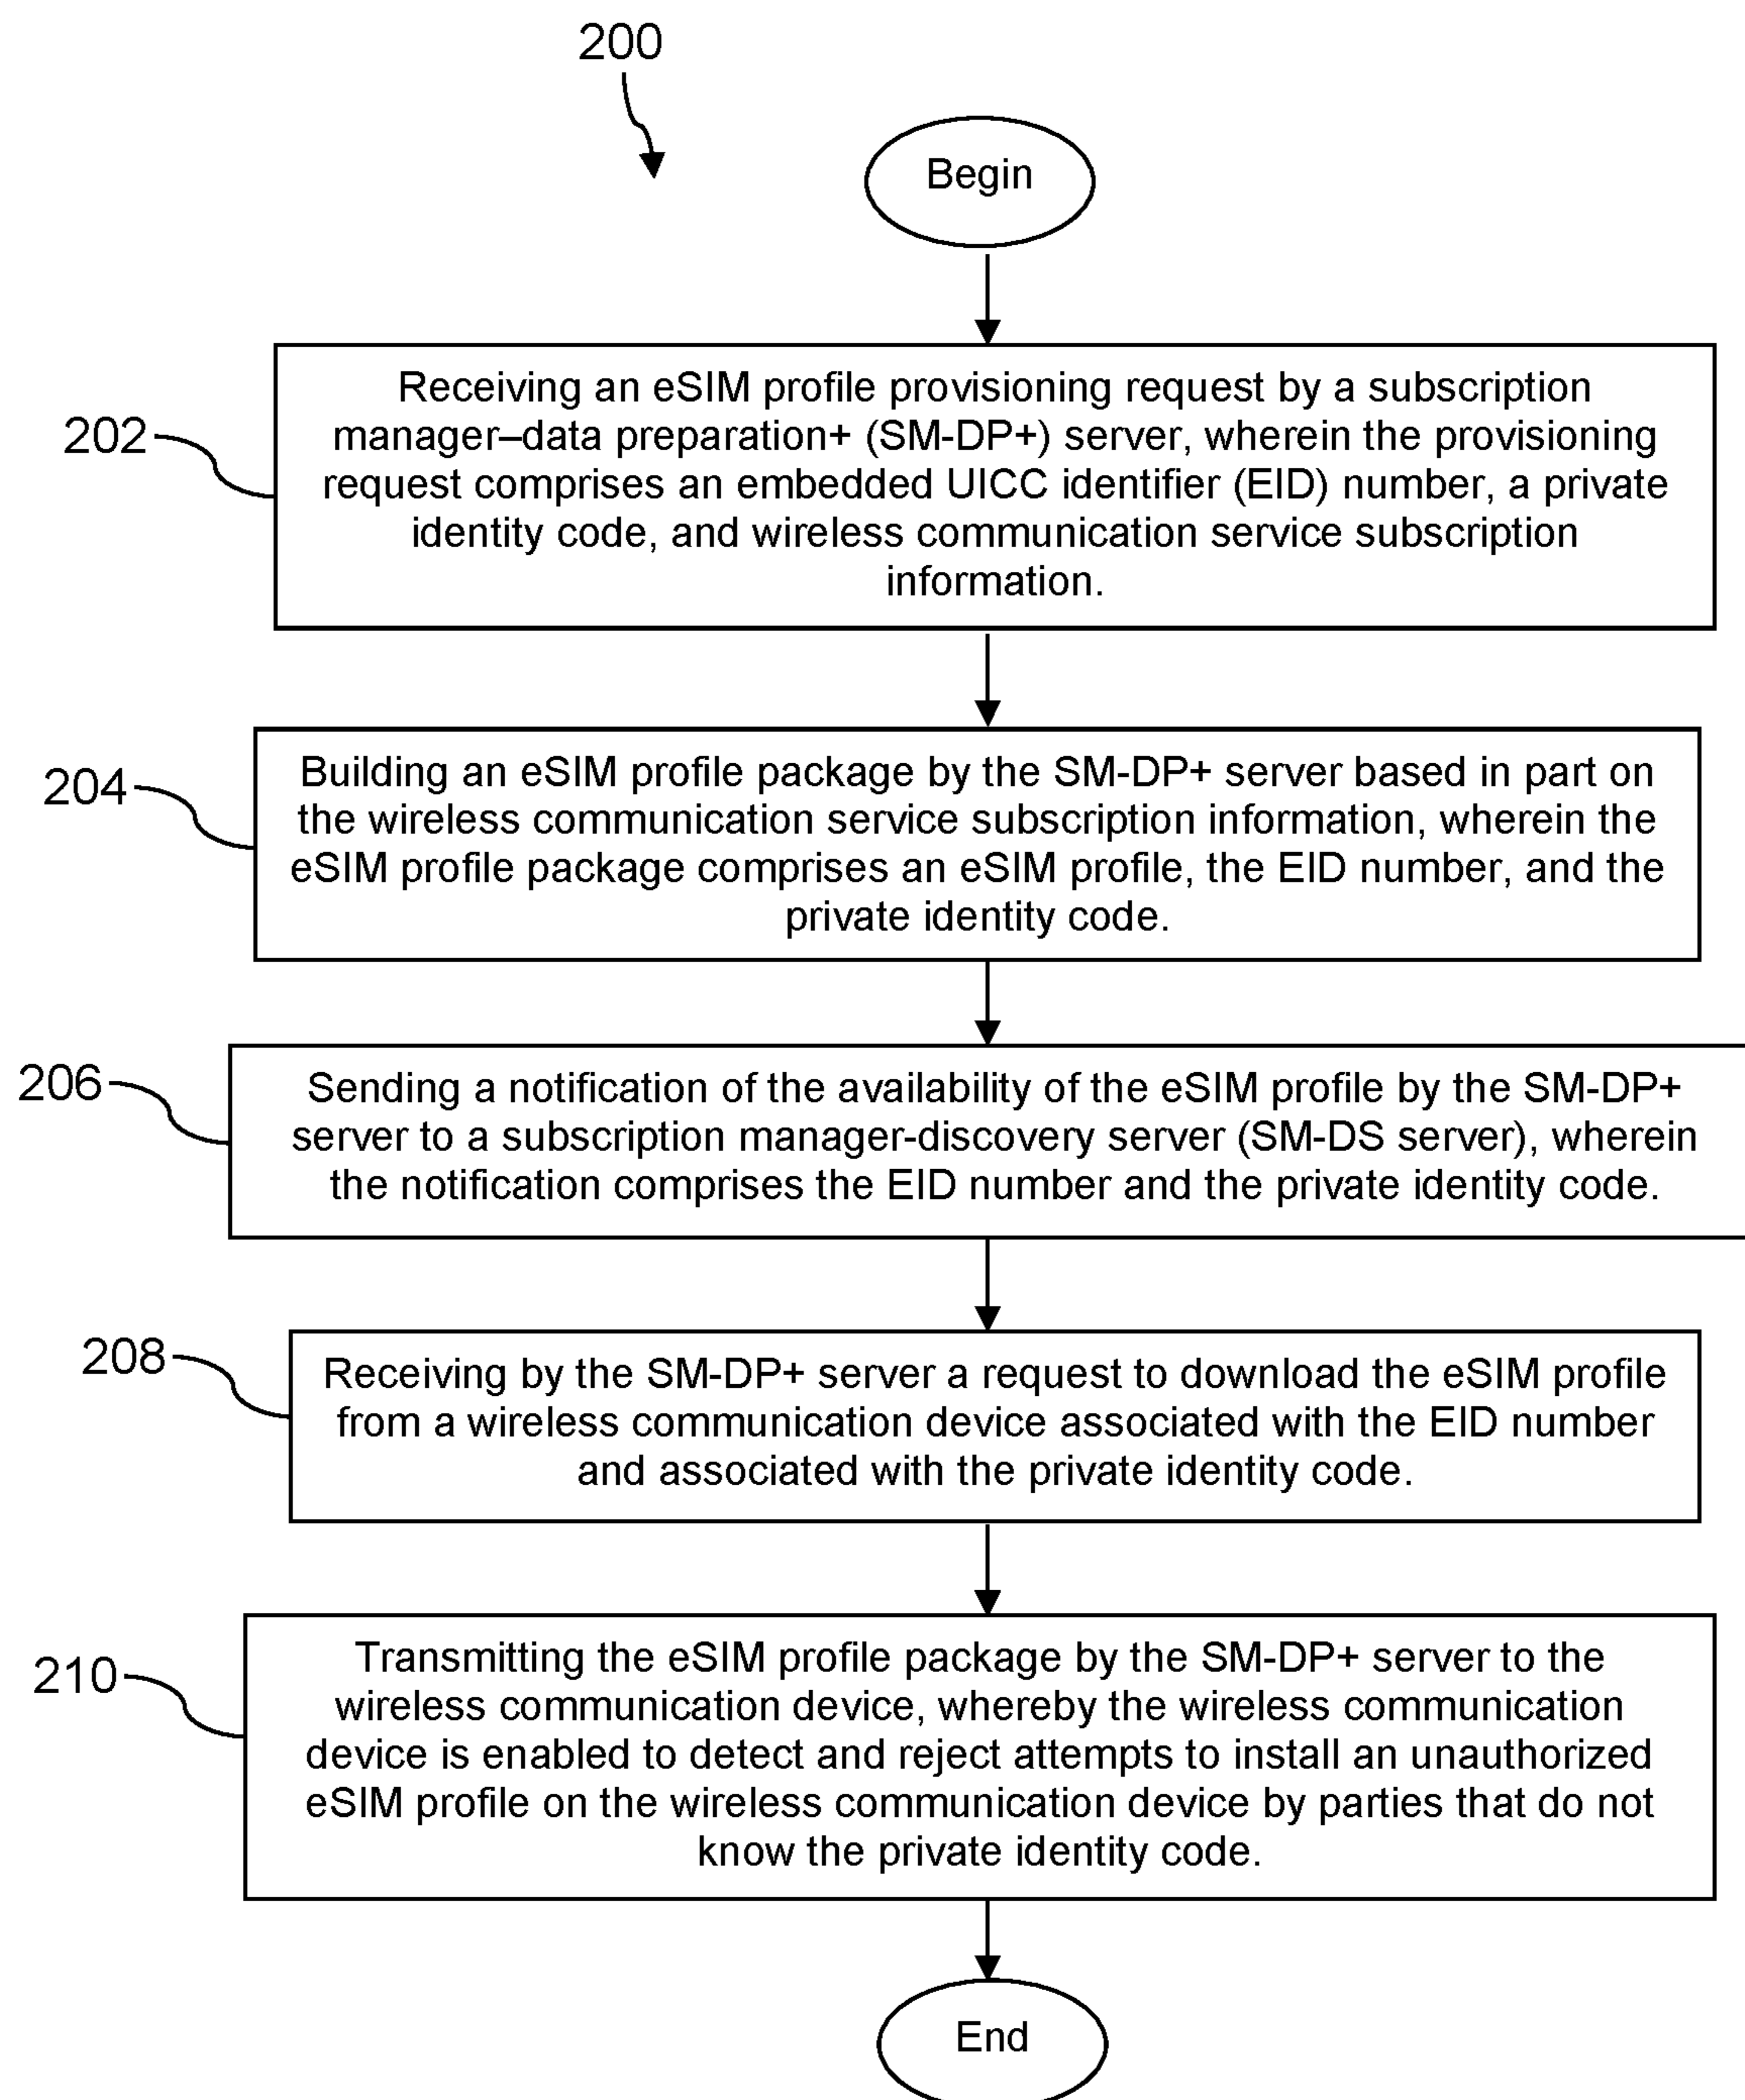 200
Begin
202
Receiving an eSIM profile provisioning request by a subscription
manager–data preparation+ (SM-DP+) server, wherein the provisioning
request comprises an embedded UICC identifier (EID) number, a private
identity code, and wireless communication service subscription
information.
204
Building an eSIM profile package by the SM-DP+ server based in part on
the wireless communication service subscription information, wherein the
eSIM profile package comprises an eSIM profile, the EID number, and the
private identity code.
206
Sending a notification of the availability of the eSIM profile by the SM-DP+
server to a subscription manager-discovery server (SM-DS server), wherein
the notification comprises the EID number and the private identity code.
208
Receiving by the SM-DP+ server a request to download the eSIM profile
from a wireless communication device associated with the EID number
and associated with the private identity code.
210
Transmitting the eSIM profile package by the SM-DP+ server to the
wireless communication device, whereby the wireless communication
device is enabled to detect and reject attempts to install an unauthorized
eSIM profile on the wireless communication device by parties that do not
know the private identity code.
End